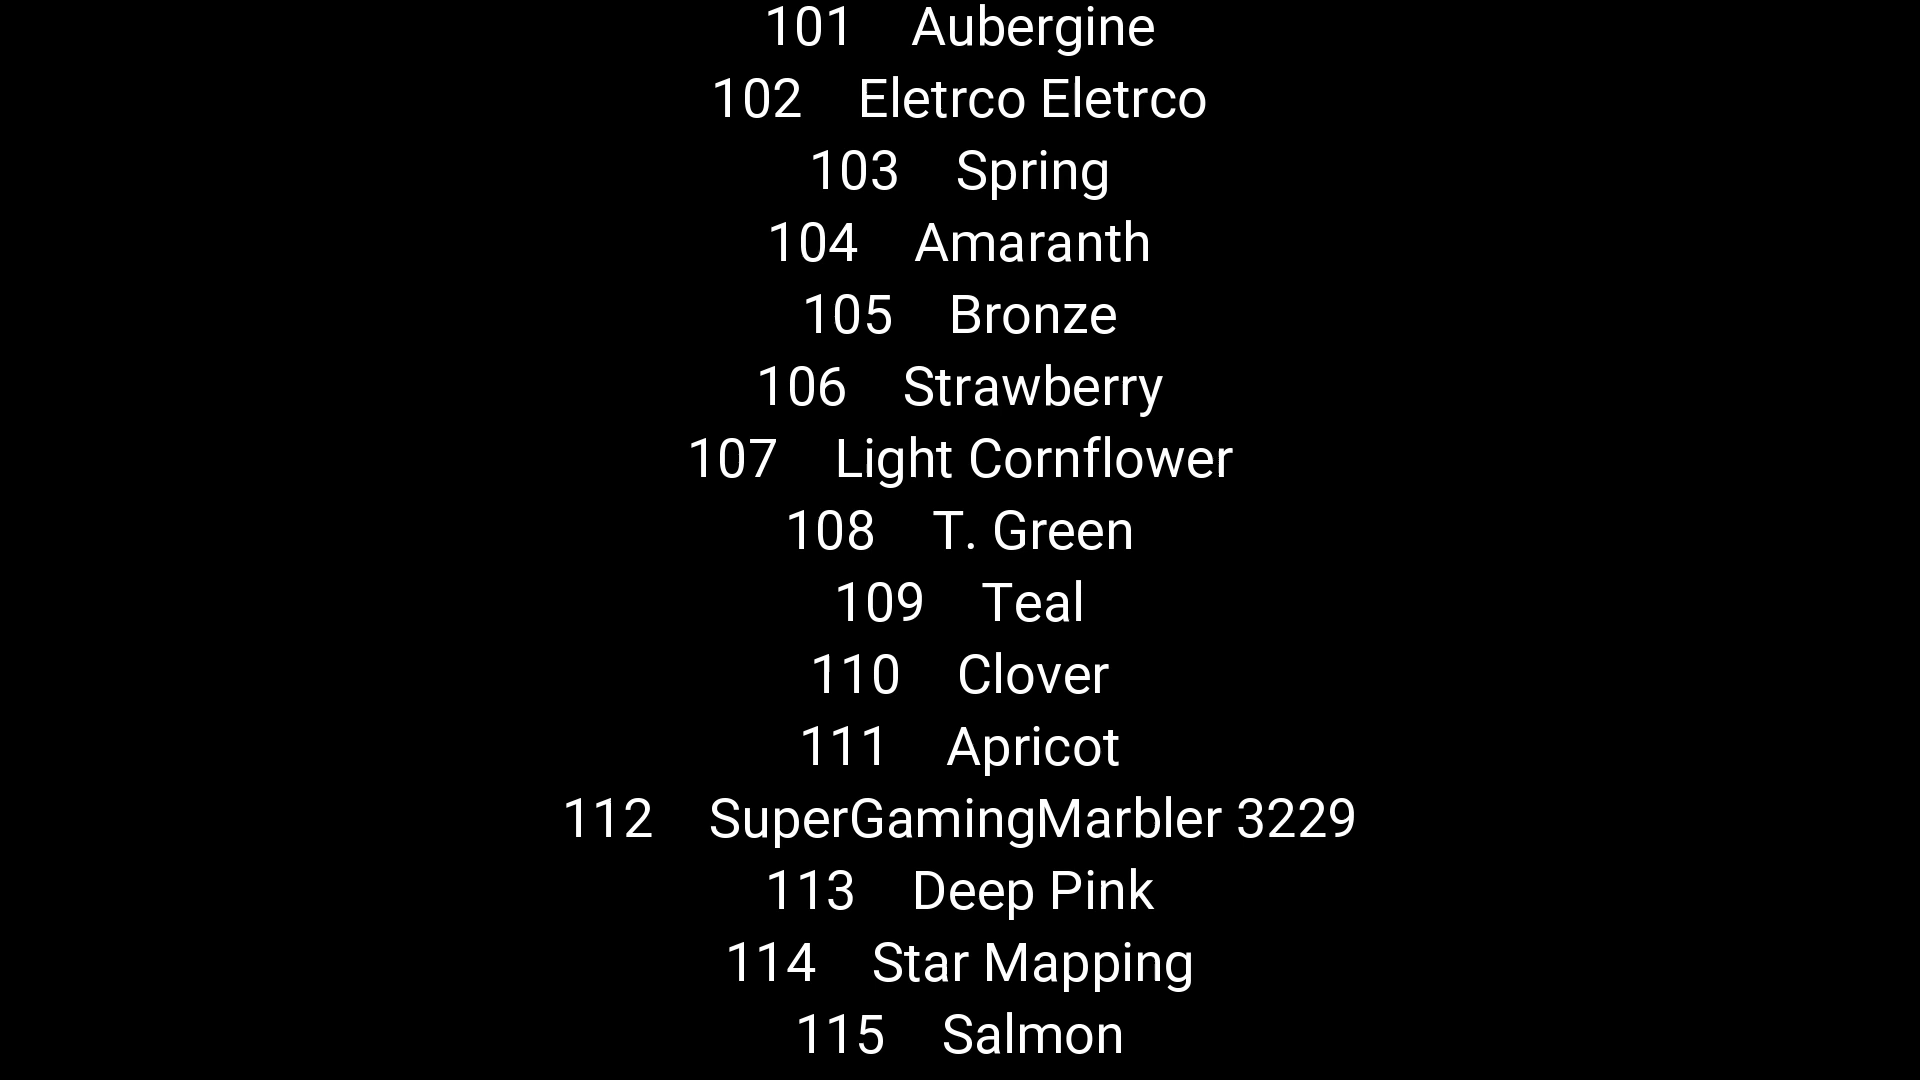 101 Aubergine
102 Eletrco Eletrco
103 Spring
104 Amaranth
105 Bronze
106 Strawberry
107 Light Cornflower
108 T. Green
109 Teal
110 Clover
111 Apricot
112 SuperGamingMarbler 3229
113 Deep Pink
114 Star Mapping
115 Salmon